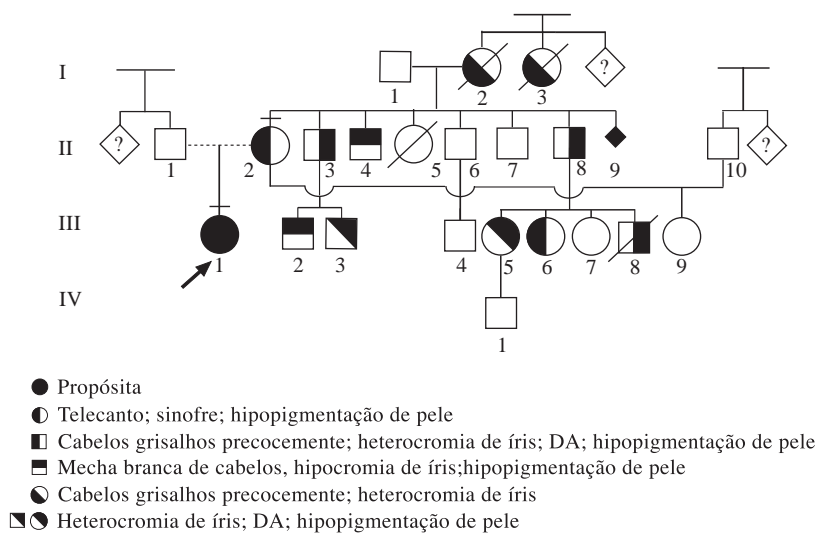 I
1
2
3
?
II
?
1
2
3
4
5
6
7
8
9
10
?
III
1
2
3
4
5
6
7
8
9
IV
1
Propósita
Telecanto; sinofre; hipopigmentação de pele
Cabelos grisalhos precocemente; heterocromia de íris; DA; hipopigmentação de pele
Mecha branca de cabelos, hipocromia de íris;hipopigmentação de pele
Cabelos grisalhos precocemente; heterocromia de íris
Heterocromia de íris; DA; hipopigmentação de pele